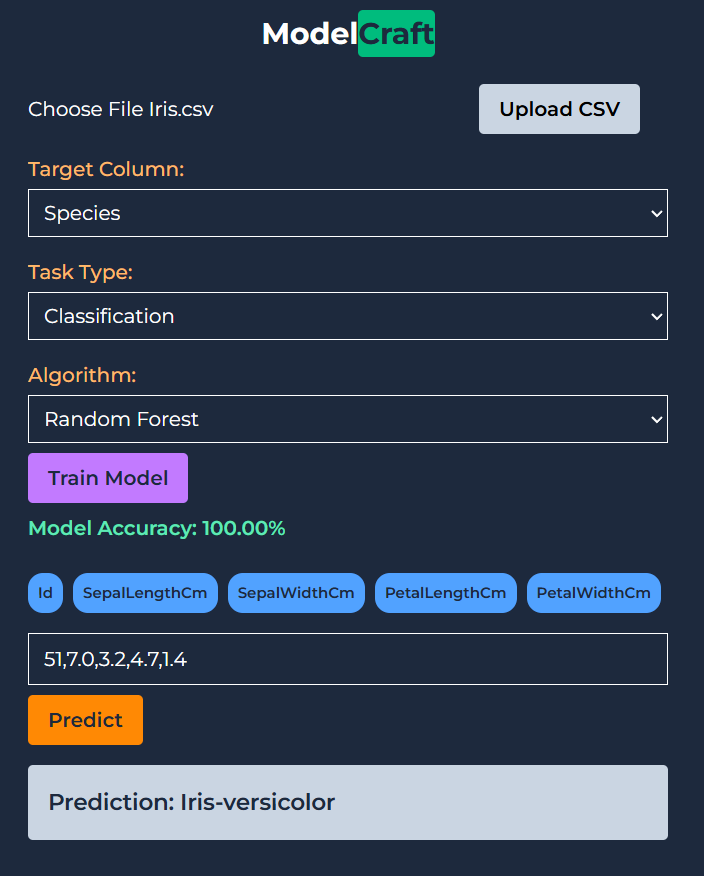 ModelCraft
Choose File Iris.csv
Upload CSV
Target Column:
Species
Task Type:
Classification
Algorithm:
Random Forest
Train Model
Model Accuracy: 100.00%
Id SepalLengthCm SepalWidthCm PetalLengthCm PetalWidthCm
51,7.0,3.2,4.7,1.4
Predict
Prediction: Iris-versicolor